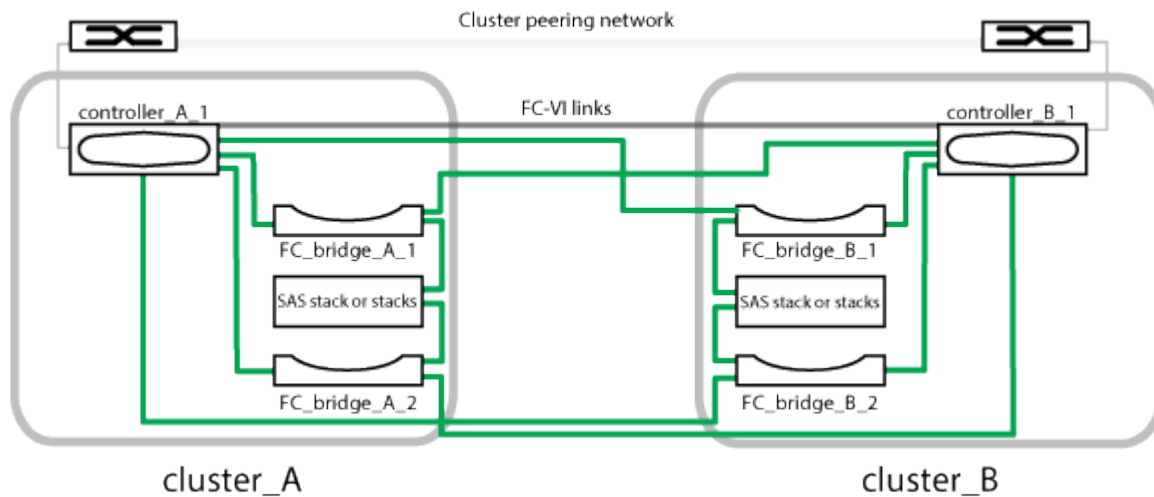 Cluster peering network
controller_A_1
FC-VI links
controller_B_1
FC_bridge_A_1
FC_bridge_B_1
SAS stack or stacks
SAS stack or stacks
FC_bridge_A_2
FC_bridge_B_2
cluster_A
cluster_B